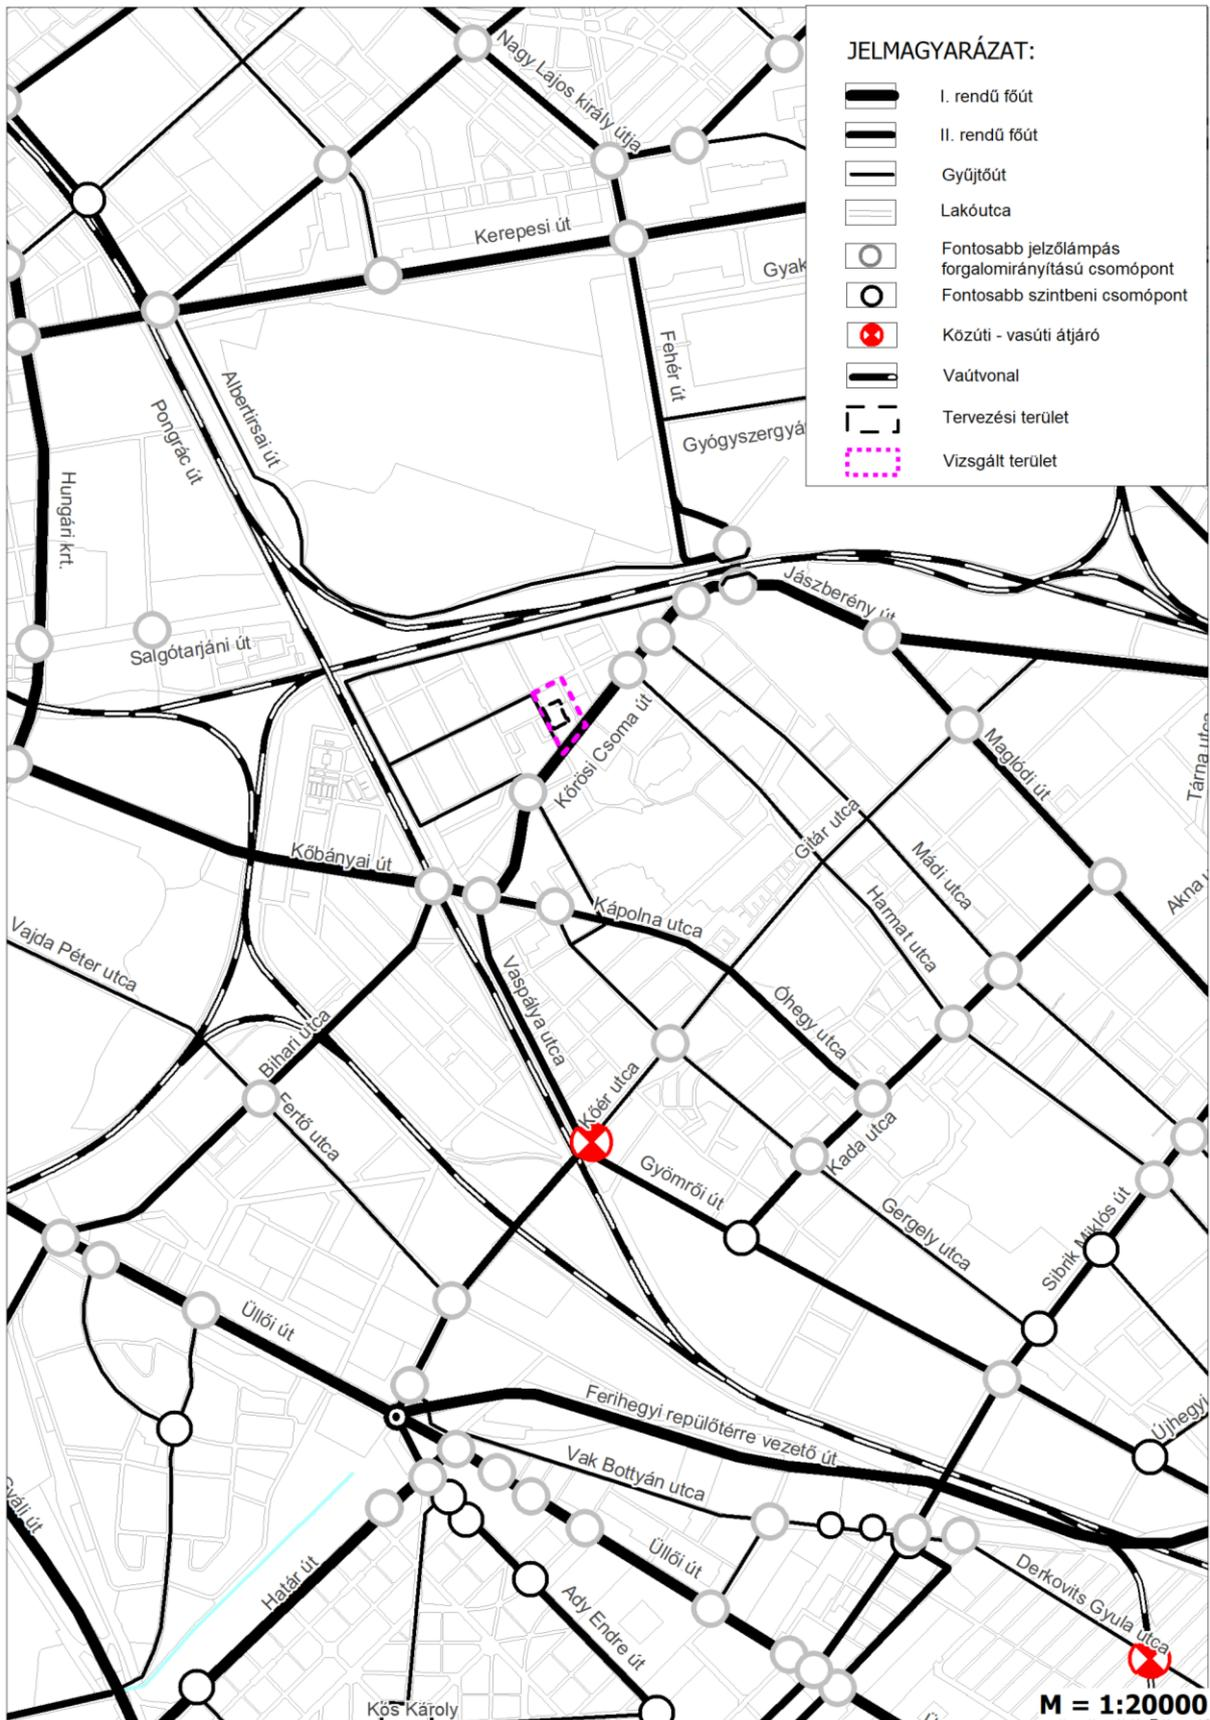 JELMAGYARÁZAT:
I. rendű főút
II. rendű főút
Gyűjtőút
Lakóutca
Fontosabb jelzőlámpás
forgalomirányítású csomópont
Fontosabb szintbeni csomópont
Közúti - vasúti átjáró
Vaútvonal
Tervezési terület
Vizsgált terület
Nagy Lajos király útja
Kerepesi út
Gyak
Fehér út
Albertirsai út
Pongrác út
Gyógyszergyár
Hungári krt.
Jászberény út
Salgótarjáni út
Kőrösi Csoma út
Maglódi út
Tárna utca
Gitár utca
Kőbányai út
Mádi utca
Akna u
Harmat utca
Kápolna utca
Vajda Péter utca
Vaspálya utca
Óhegy utca
Bihari utca
Kőér utca
Fertő utca
Kada utca
Gyömrői út
Gergely utca
Sibrik Miklós út
Üllői út
Ferihegyi repülőtérre vezető út
Újhegyi
Vak Bottyán utca
Gyáli út
Üllői út
Határ út
Derkovits Gyula utca
Ady Endre út
Kós Károly
M = 1:20000